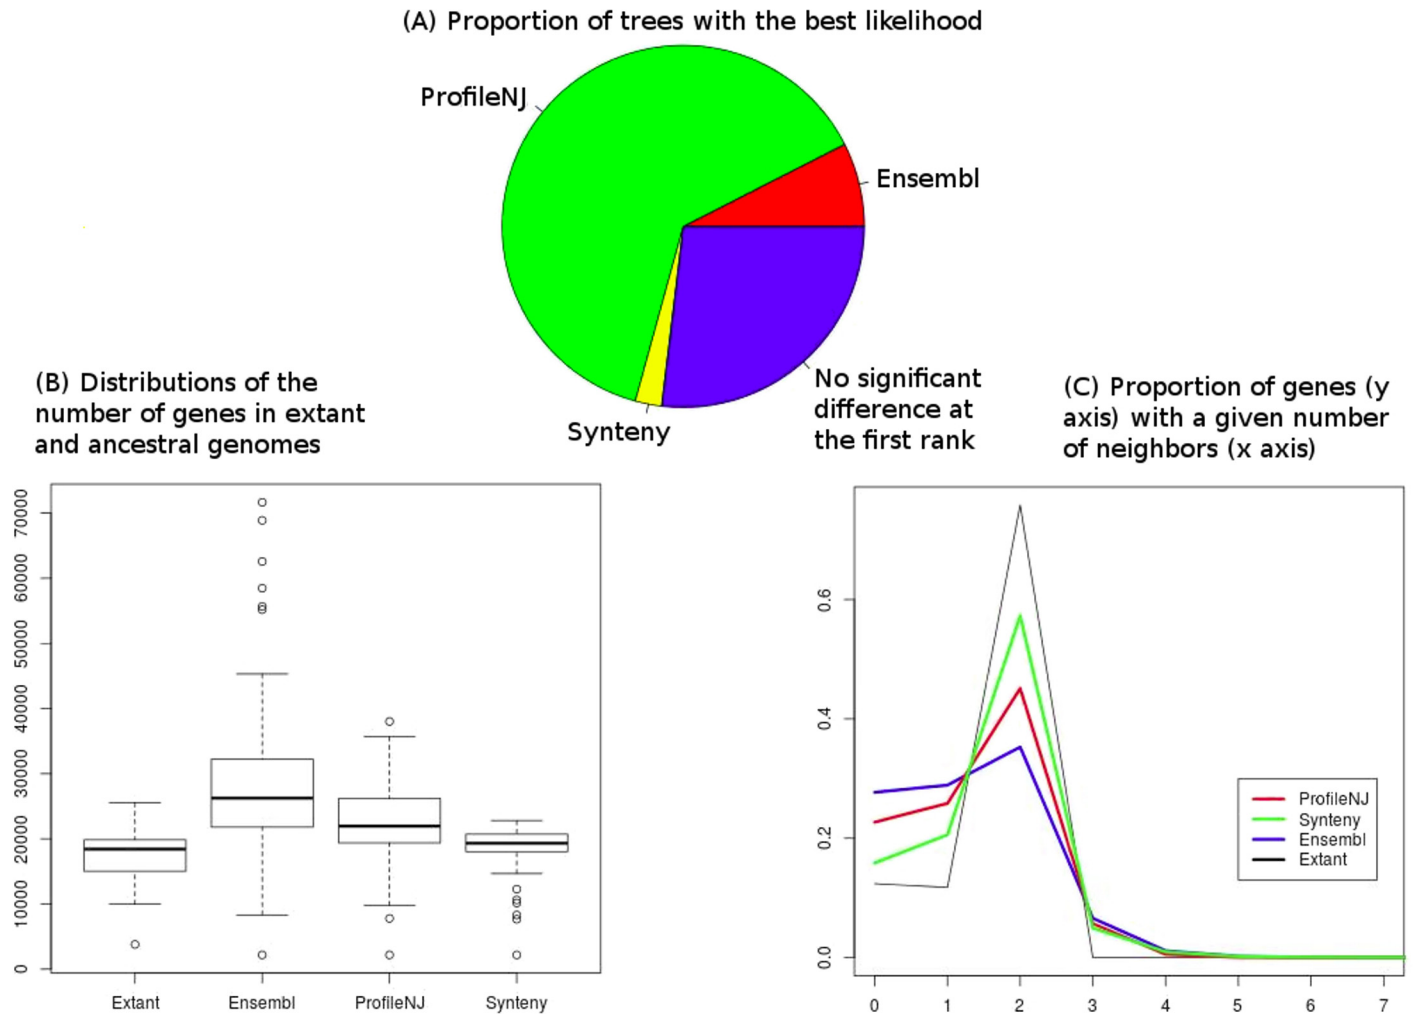 (A) Proportion of trees with the best likelihood
ProfileNJ
Ensembl
No significant
difference at
the first rank
Synteny
(B) Distributions of the
number of genes in extant
and ancestral genomes
70000
60000
50000
40000
30000
20000
10000
0
Extant Ensembl ProfileNJ Synteny
(C) Proportion of genes (y
axis) with a given number
of neighbors (x axis)
0.6
0.4
0.2
0.0
ProfileNJ
Synteny
Ensembl
Extant
0 1 2 3 4 5 6 7